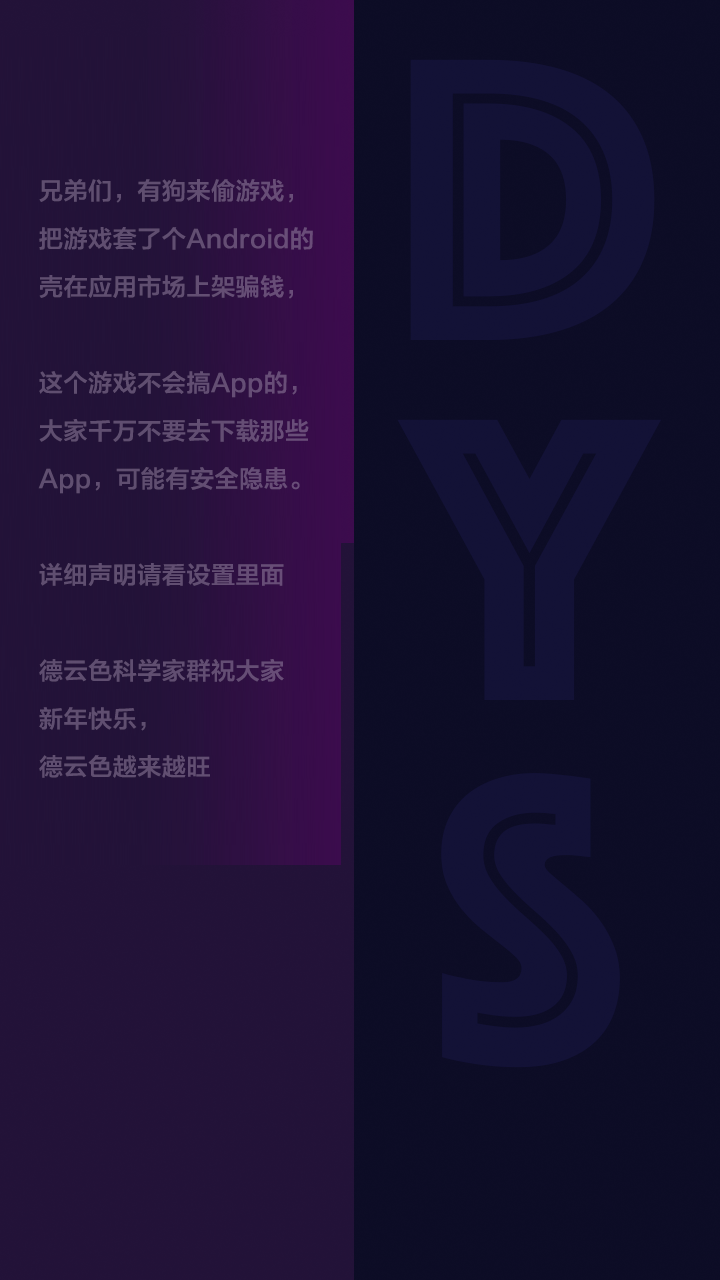 兄弟们，有狗来偷游戏，
把游戏套了个Android的
壳在应用市场上架骗钱，
这个游戏不会搞App的，
大家千万不要去下载那些
App，可能有安全隐患。
详细声明请看设置里面
德云色科学家群祝大家
新年快乐，
德云色越来越旺
D
Y
S